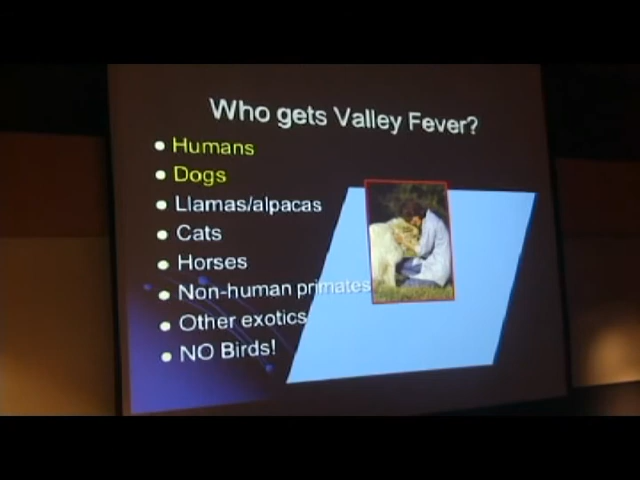 Who gets Valley Fever?
• Humans
• Dogs
• Llamas/alpacas
• Cats
• Horses
• Non-human primates
• Other exotics
• NO Birds!